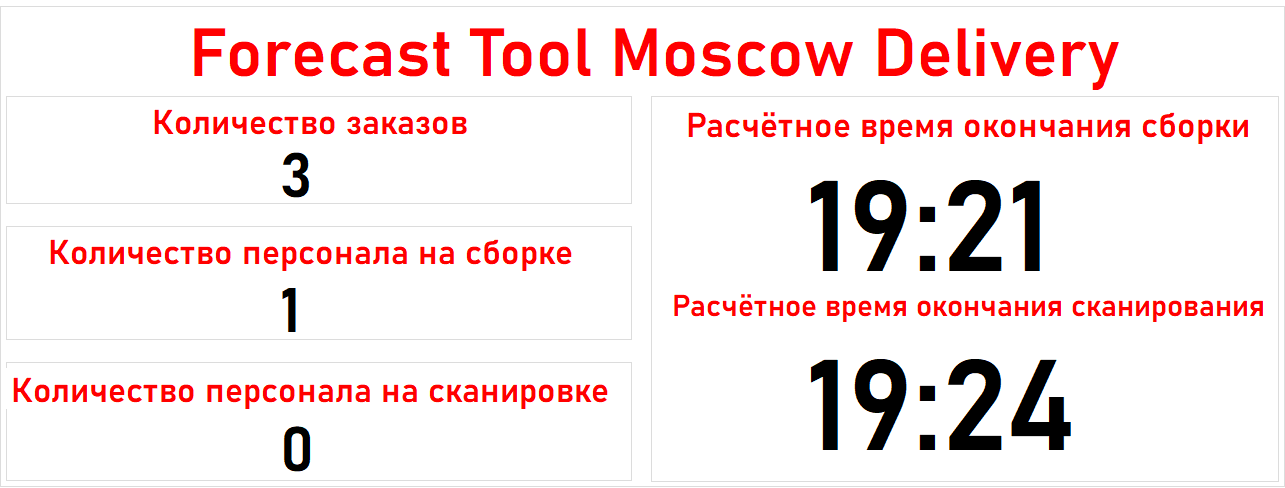 Forecast Tool Moscow Delivery
Количество заказов
3
Количество персонала на сборке
1
Количество персонала на сканировке
0
Расчётное время окончания сборки
19:21
Расчётное время окончания сканирования
19:24